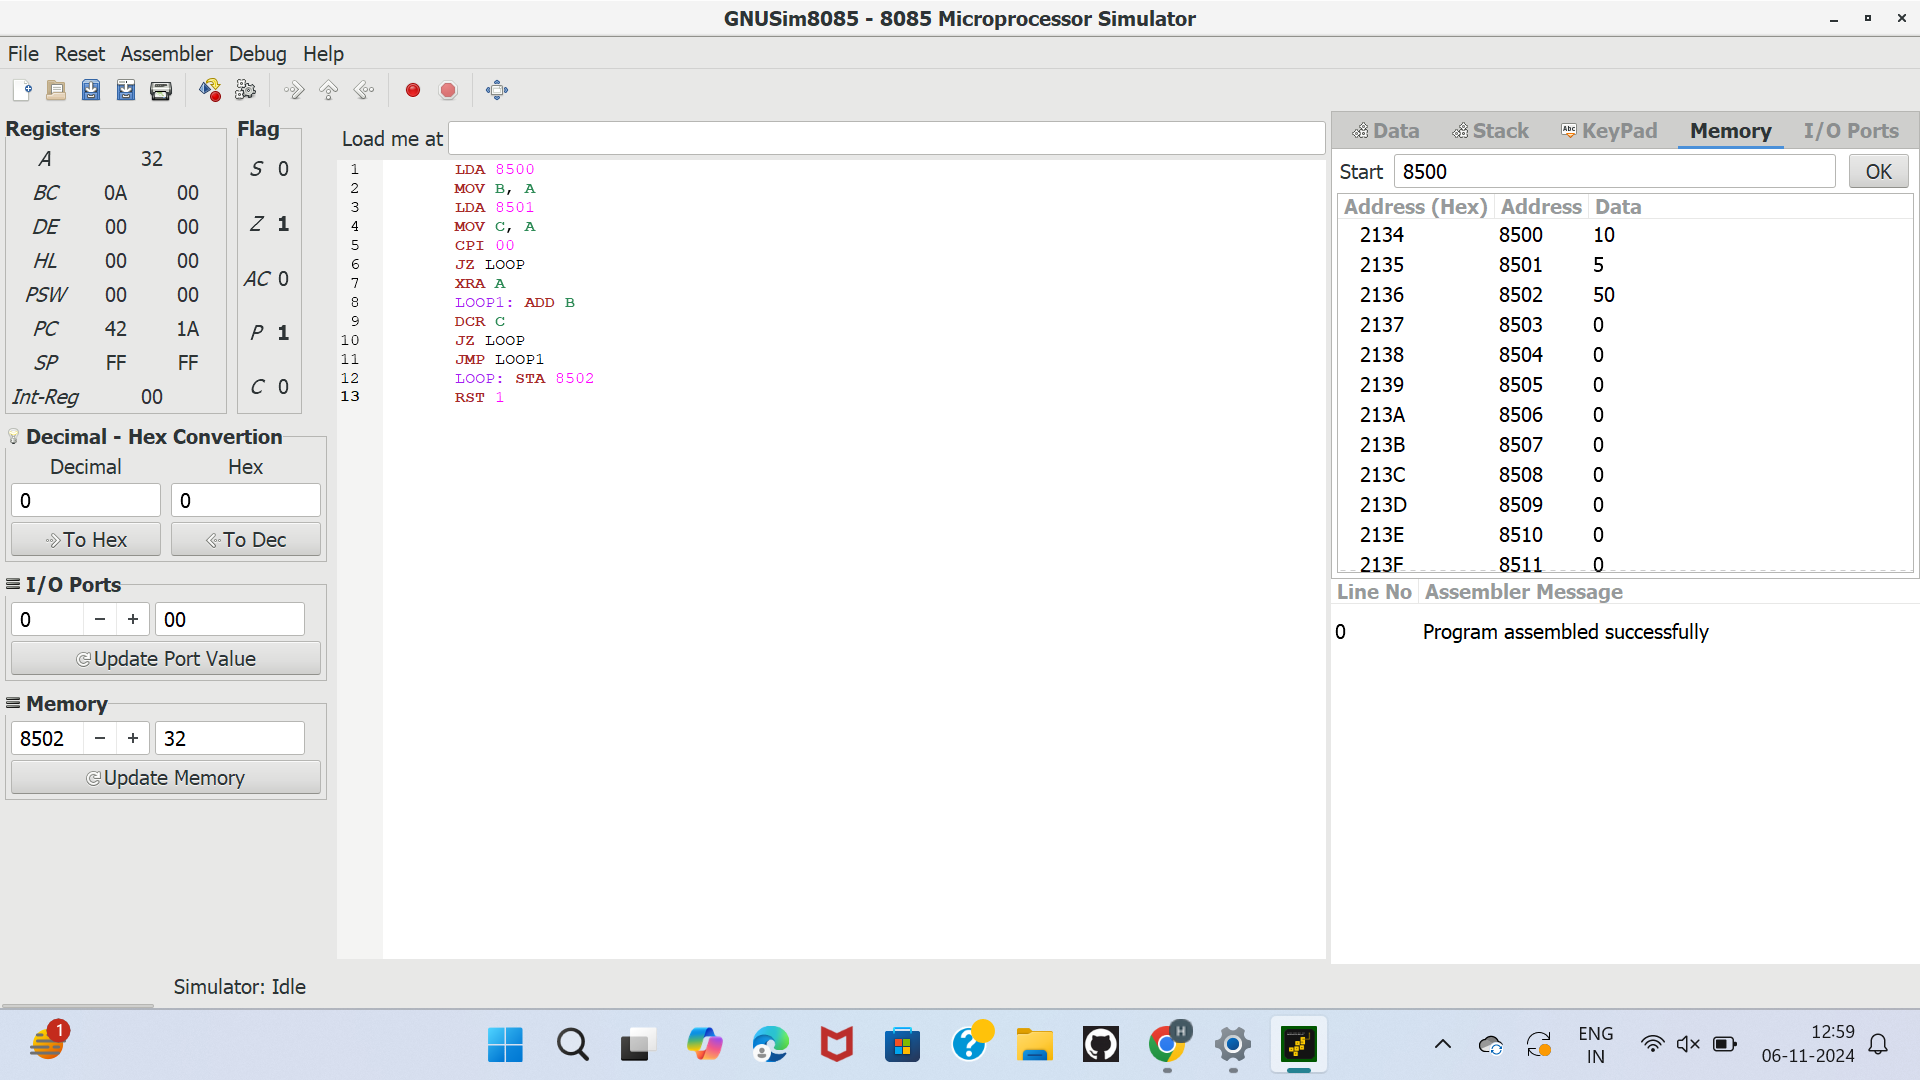 GNUSim8085 - 8085 Microprocessor Simulator
File Reset Assembler Debug Help
Registers
A 32
BC 0A 00
DE 00 00
HL 00 00
PSW 00 00
PC 42 1A
SP FF FF
Int-Reg 00
Flag
S 0
Z 1
AC 0
P 1
C 0
Decimal - Hex Convertion
Decimal Hex
0 0
To Hex To Dec
I/O Ports
0 − + 00
Update Port Value
Memory
8502 − + 32
Update Memory
Load me at
1 LDA 8500
2 MOV B, A
3 LDA 8501
4 MOV C, A
5 CPI 00
6 JZ LOOP
7 XRA A
8 LOOP1: ADD B
9 DCR C
10 JZ LOOP
11 JMP LOOP1
12 LOOP: STA 8502
13 RST 1
Data Stack Abc KeyPad Memory I/O Ports
Start 8500 OK
Address (Hex) Address Data
2134 8500 10
2135 8501 5
2136 8502 50
2137 8503 0
2138 8504 0
2139 8505 0
213A 8506 0
213B 8507 0
213C 8508 0
213D 8509 0
213E 8510 0
213F 8511 0
Line No Assembler Message
0 Program assembled successfully
Simulator: Idle
1
H
ENG
IN
12:59
06-11-2024